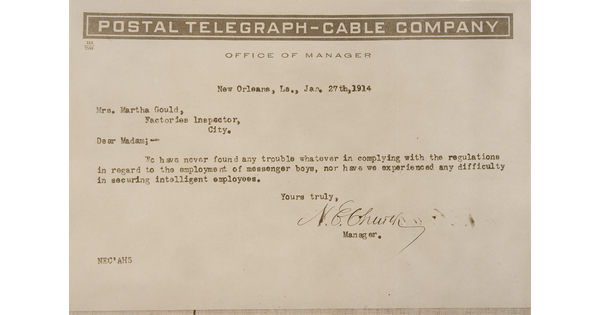 POSTAL TELEGRAPH-CABLE COMPANY
OFFICE OF MANAGER
New Orleans, La., Jan. 27th, 1914
Mrs. Martha Gould,
Factories Inspector,
City.
Dear Madam;-
We have never found any trouble whatever in complying with the regulations
in regard to the employment of messenger boys, nor have we experienced any difficulty
in securing intelligent employees.
Yours truly,
N. E. Church
Manager.
NEC'AHS